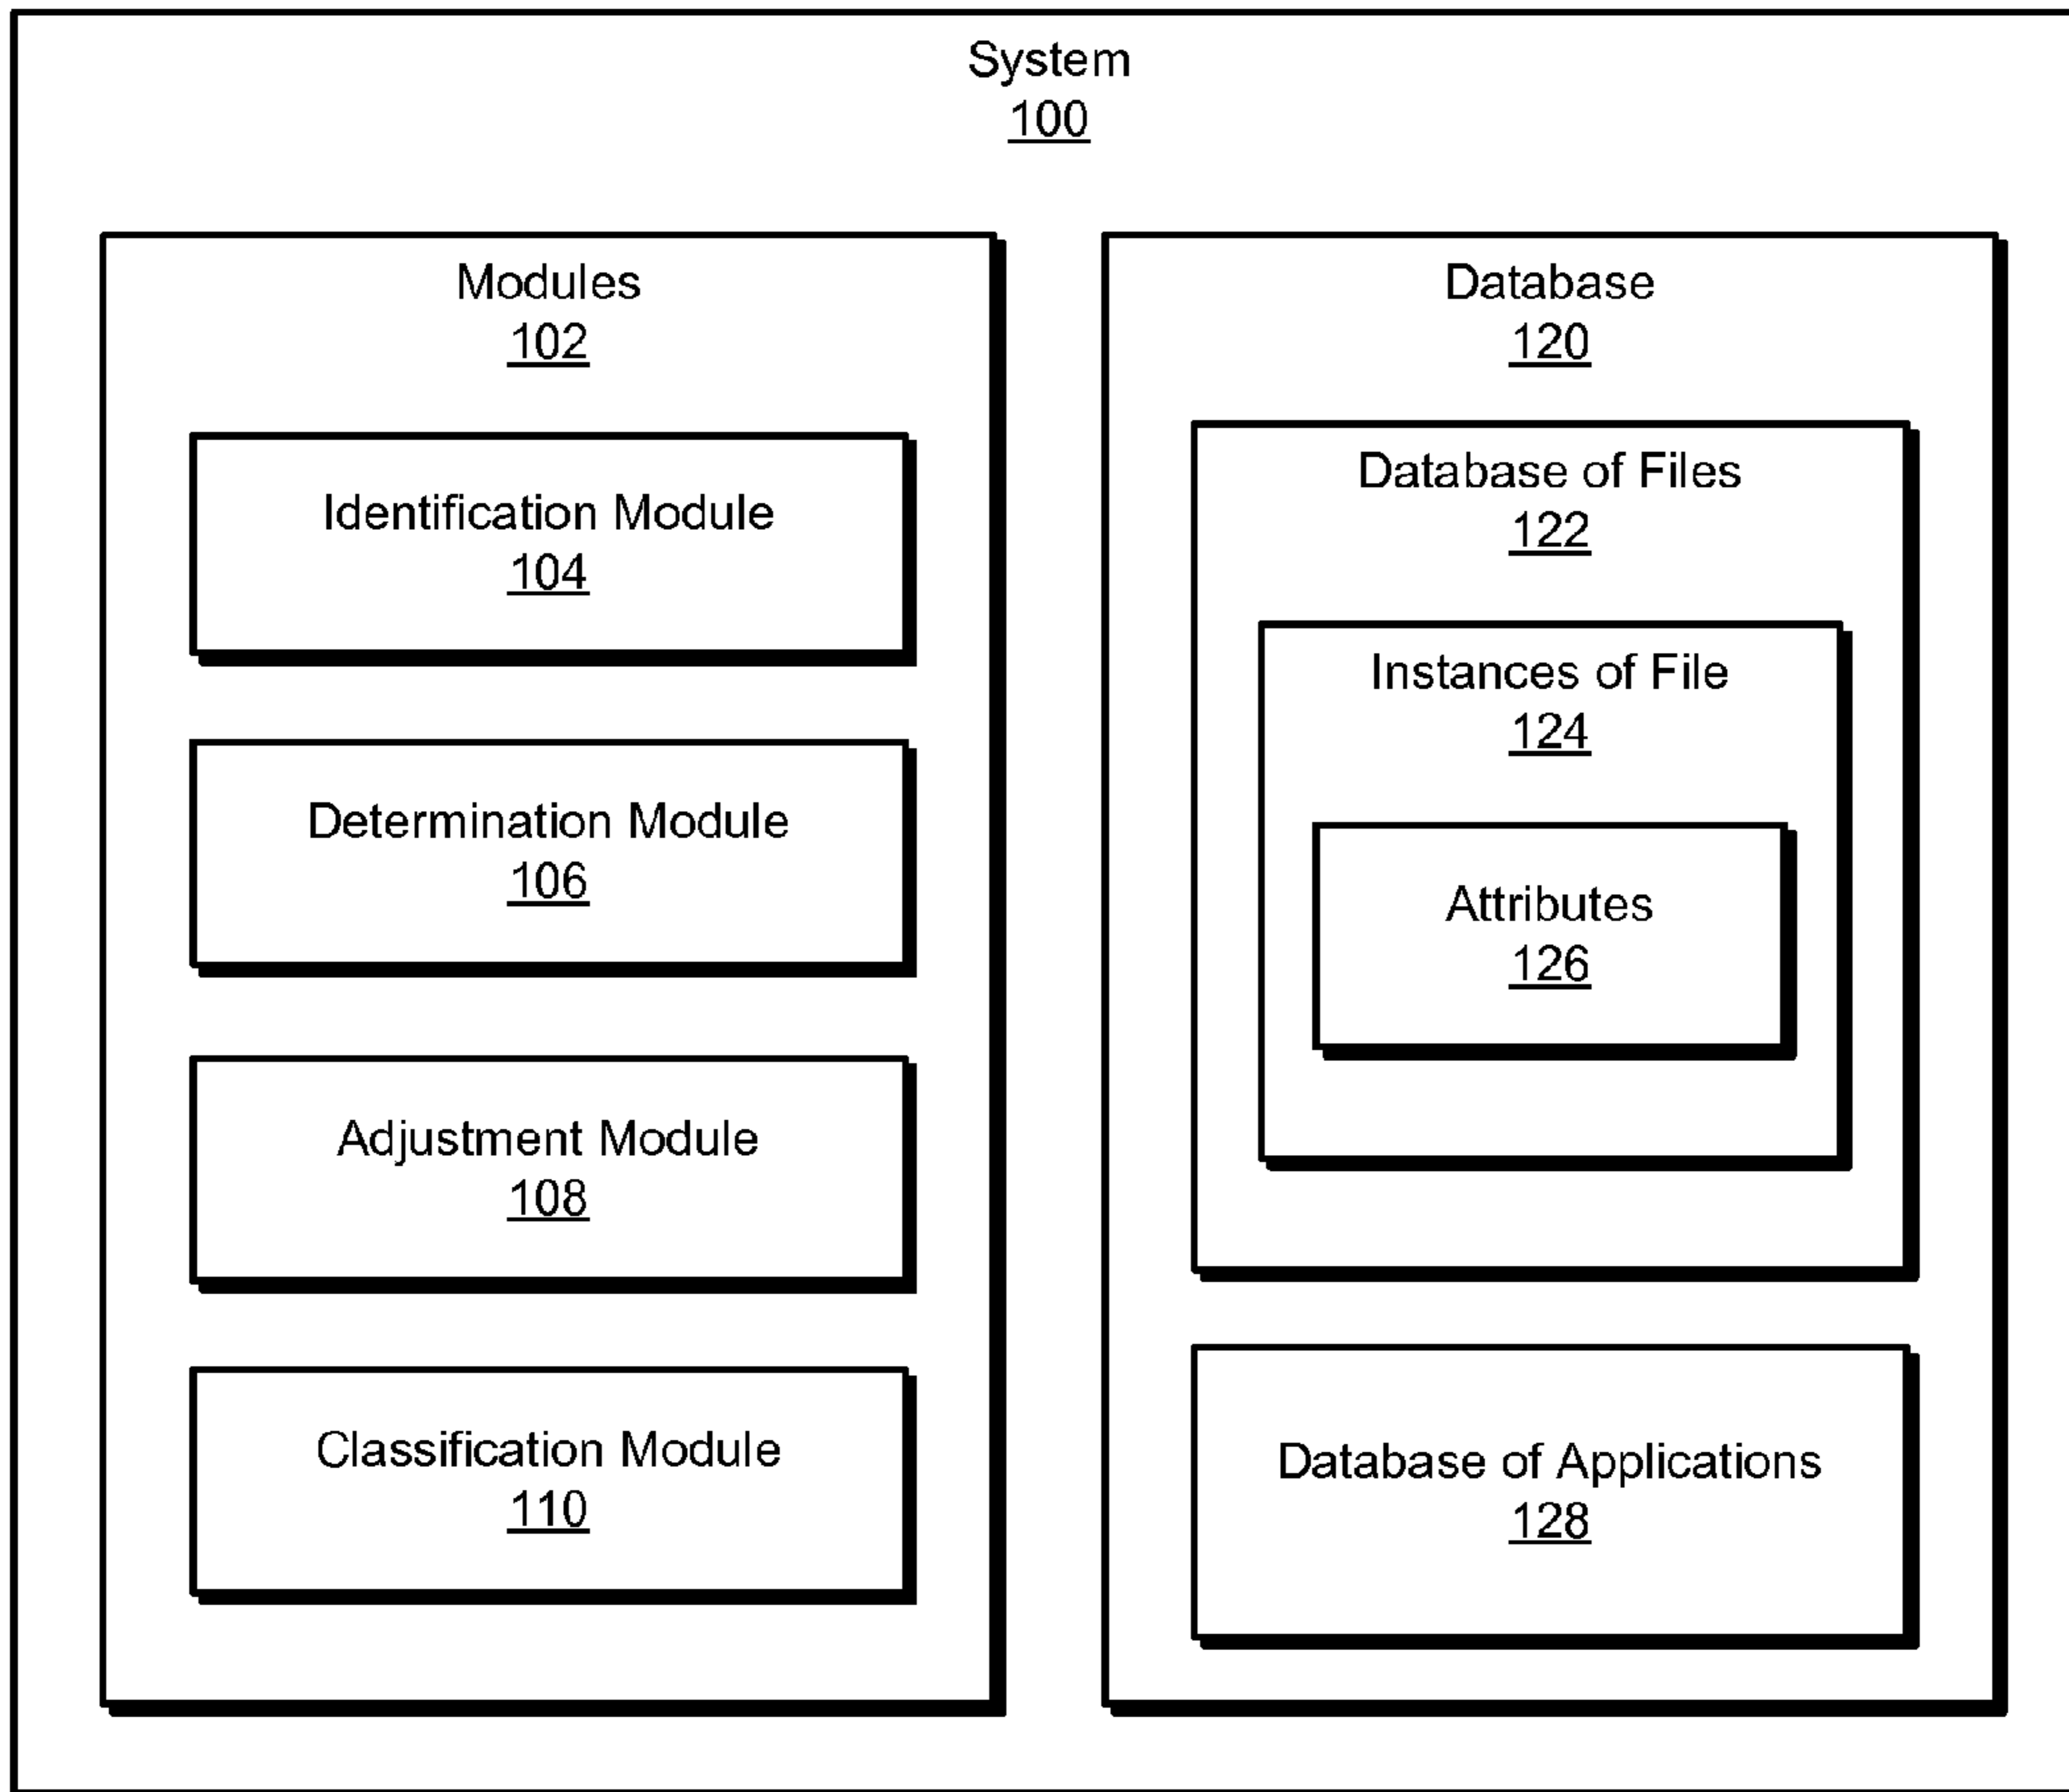 System
100
Modules
102
Identification Module
104
Determination Module
106
Adjustment Module
108
Classification Module
110
Database
120
Database of Files
122
Instances of File
124
Attributes
126
Database of Applications
128